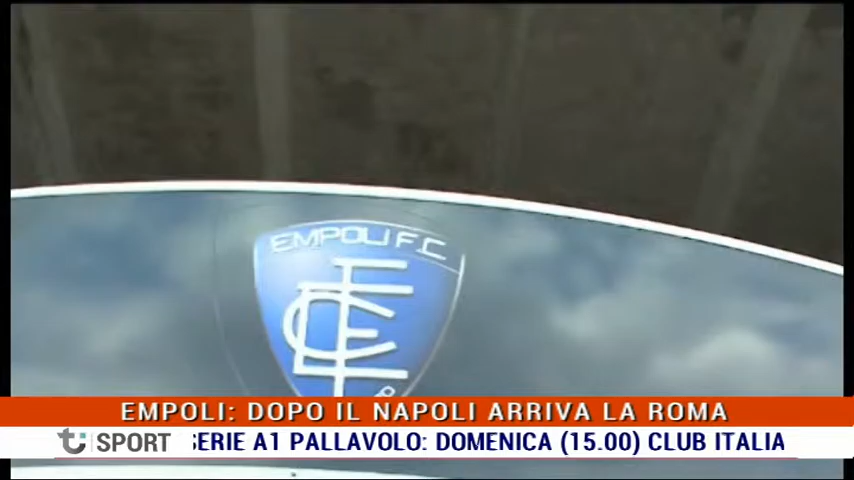 EMPOLI F.C
EMPOLI: DOPO IL NAPOLI ARRIVA LA ROMA
SPORT
SERIE A1 PALLAVOLO: DOMENICA (15.00) CLUB ITALIA